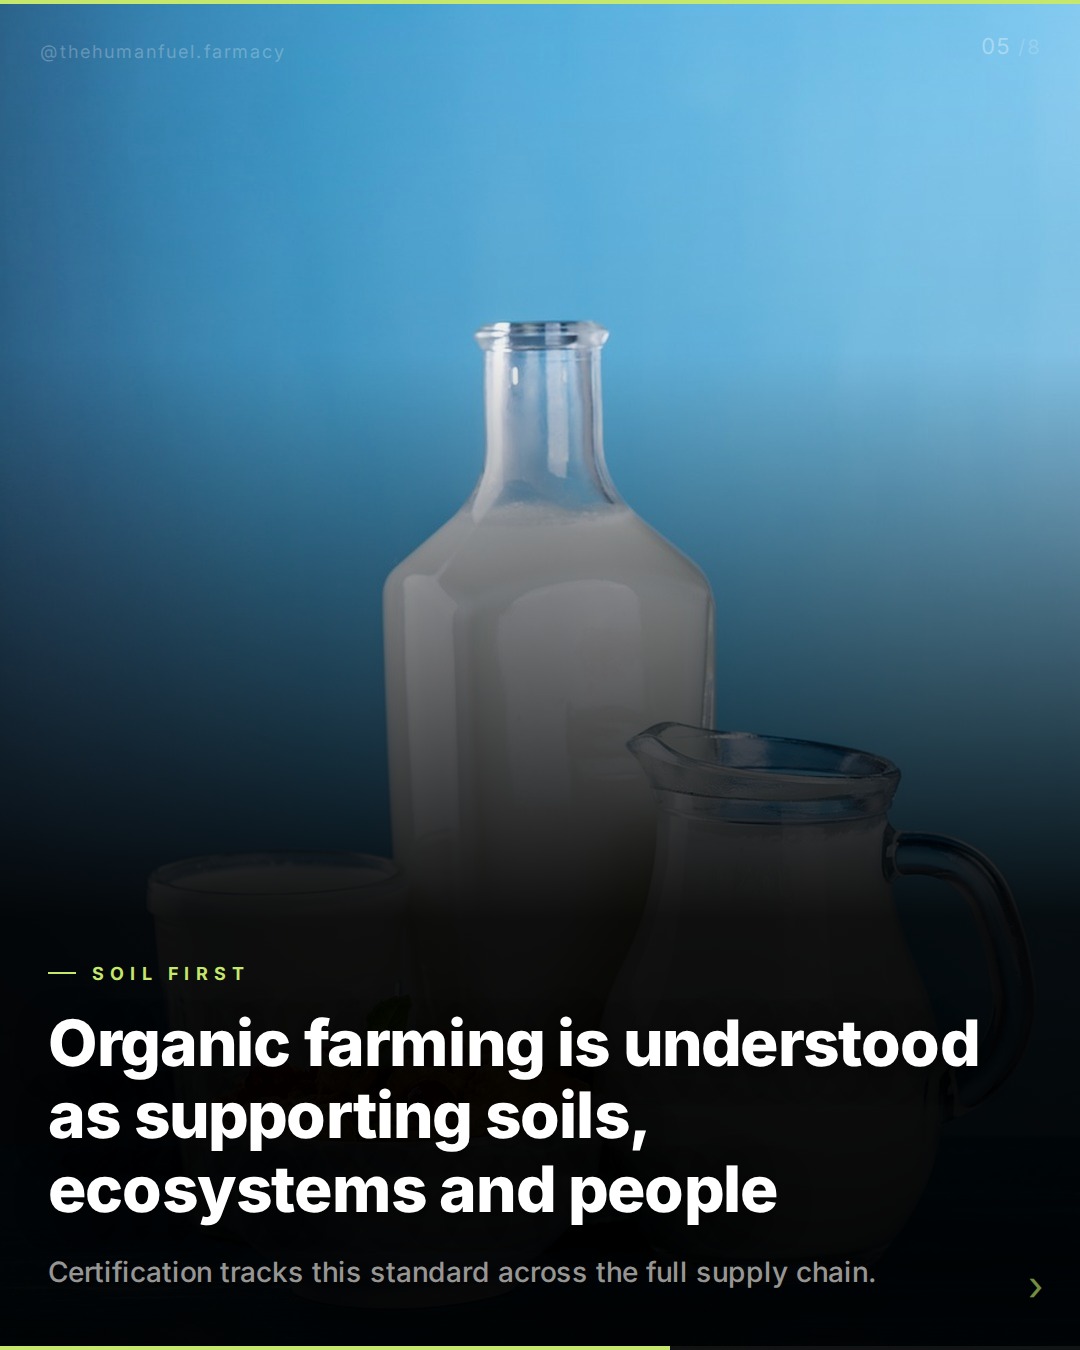 @thehumanfuel.farmacy
05 /8
SOIL FIRST
Organic farming is understood
as supporting soils,
ecosystems and people
Certification tracks this standard across the full supply chain.